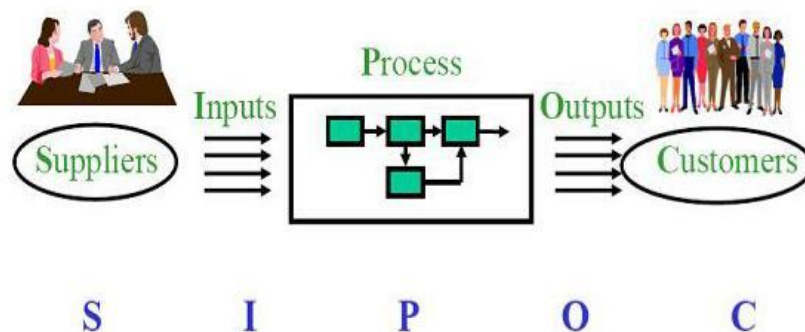 Process
Inputs
Outputs
Suppliers
Customers
S I P O C